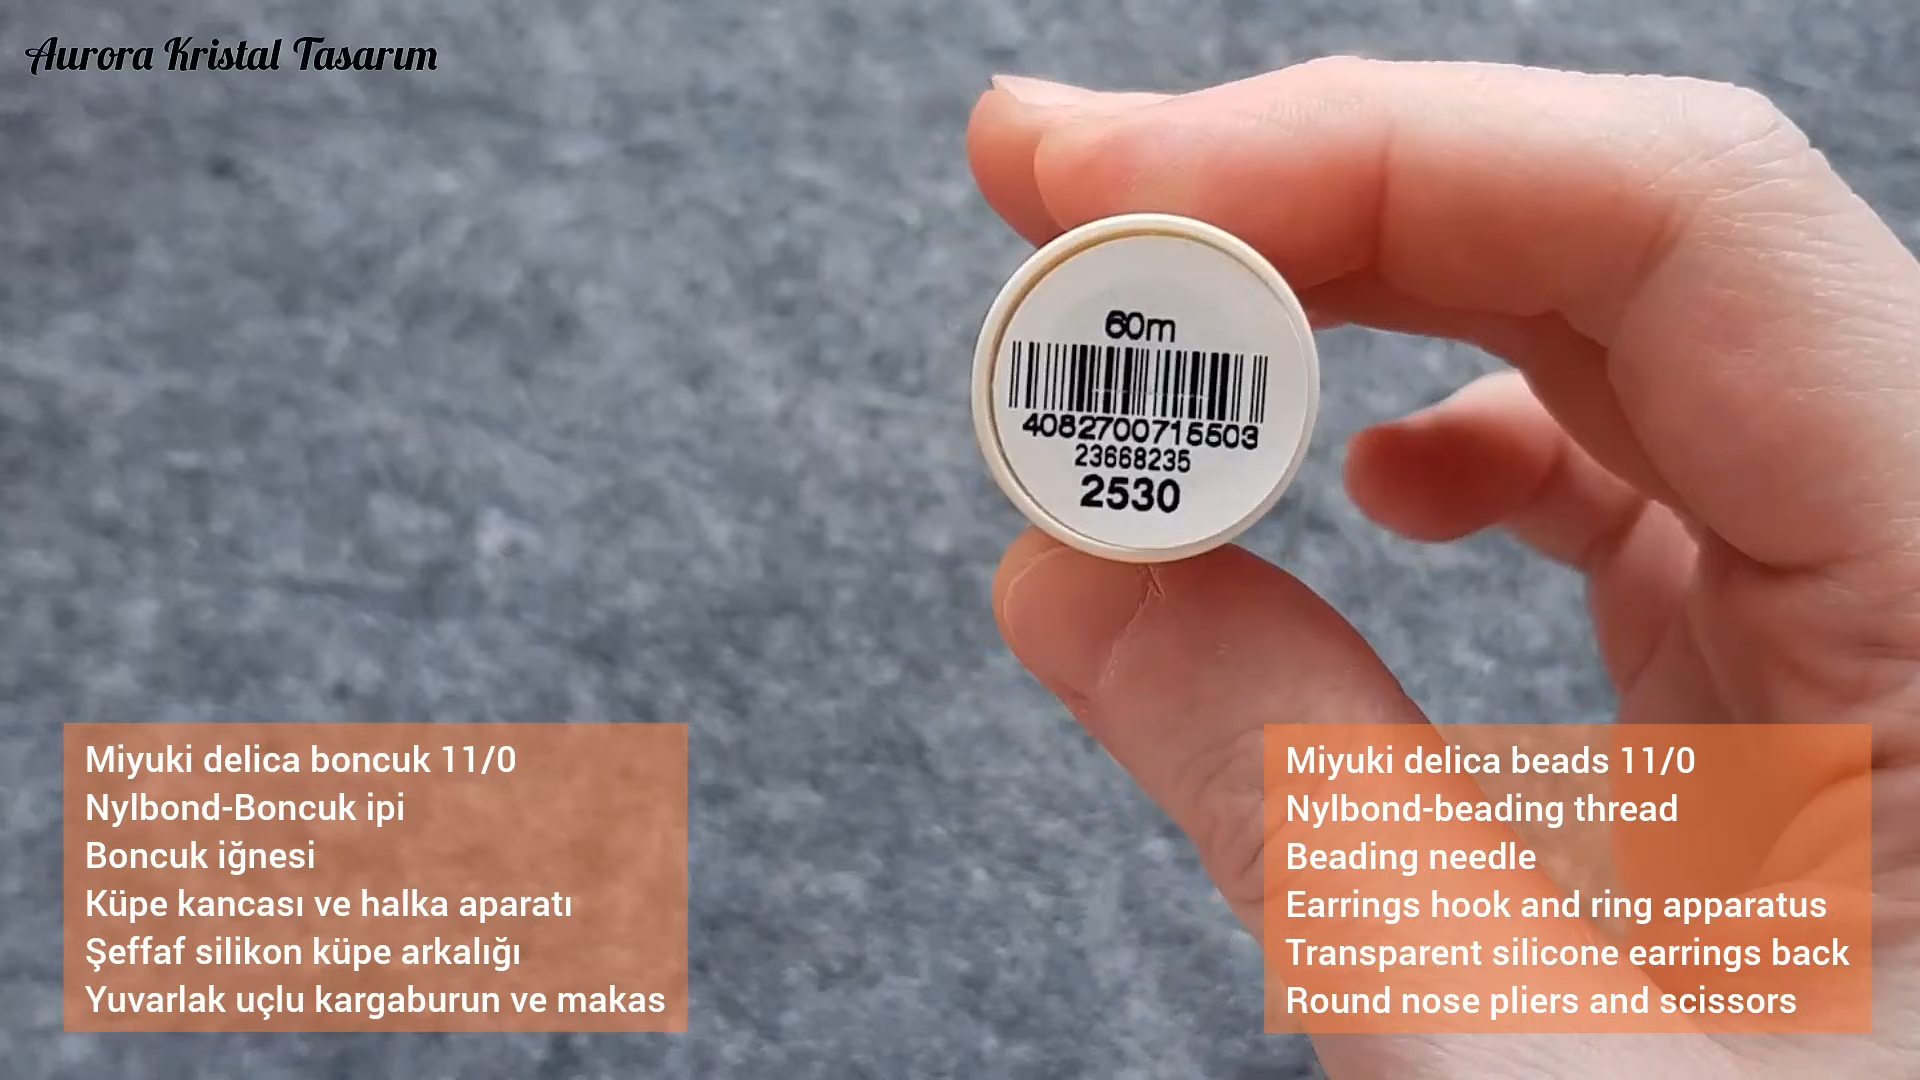 Aurora Kristal Tasarım
60m
4082700715503
23668235
2530
Miyuki delica boncuk 11/0
Nylbond-Boncuk ipi
Boncuk iğnesi
Küpe kancası ve halka aparatı
Şeffaf silikon küpe arkalığı
Yuvarlak uçlu kargaburun ve makas
Miyuki delica beads 11/0
Nylbond-beading thread
Beading needle
Earrings hook and ring apparatus
Transparent silicone earrings back
Round nose pliers and scissors